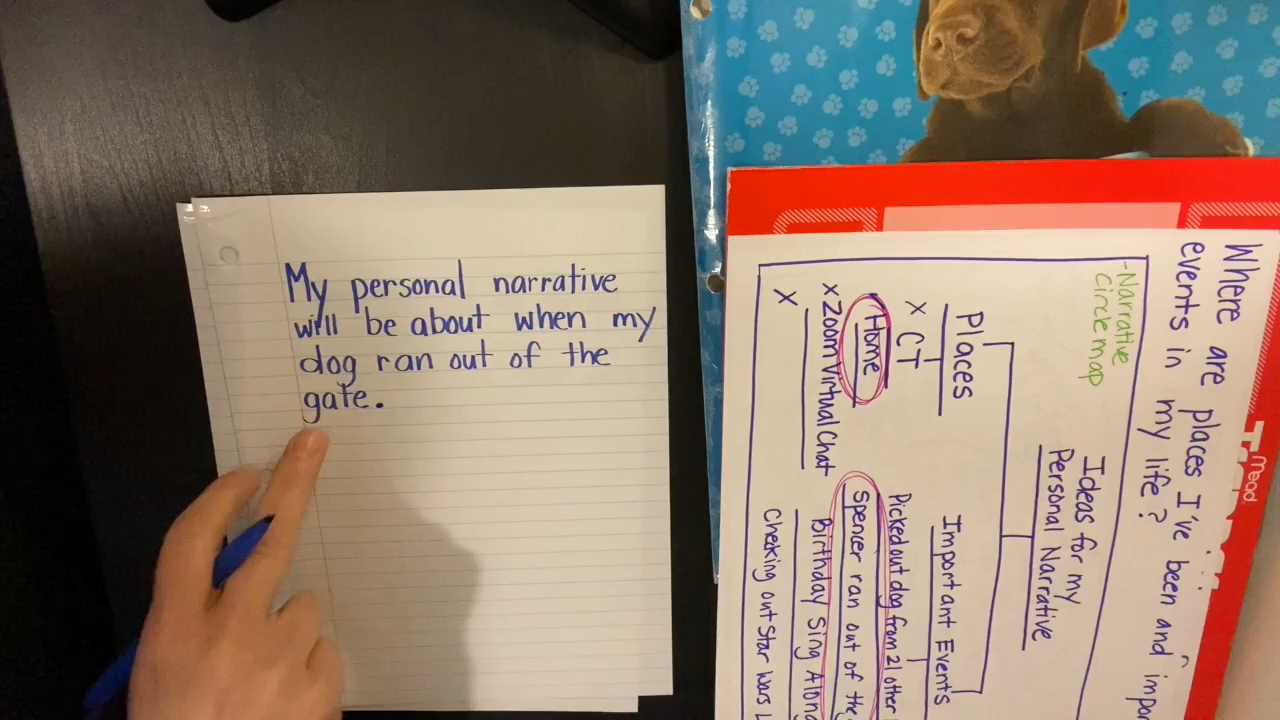 My personal narrative
will be about when my
dog ran out of the
gate.
Where are places I've been and
events in my life?
-Narrative
Circle map
Ideas for my
Personal Narrative
Places
x CT
Home
x Zoom Virtual Chat
x
Important Events
Picked out dog from 21 other
Spencer ran out of the
Birthday Sing Along
Checking out Star Wars
mead